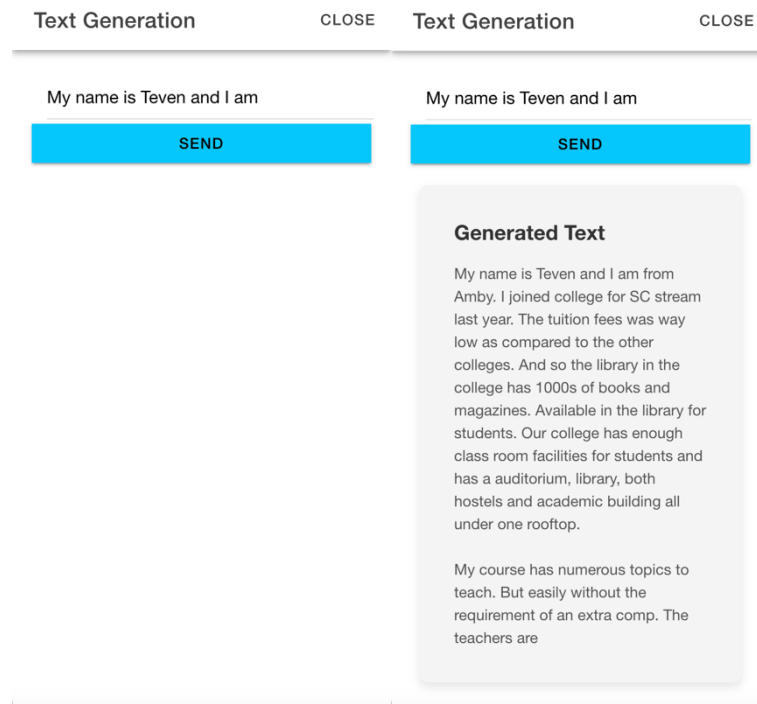 Text Generation
CLOSE
My name is Teven and I am
SEND
Text Generation
CLOSE
My name is Teven and I am
SEND
Generated Text
My name is Teven and I am from
Amby. I joined college for SC stream
last year. The tuition fees was way
low as compared to the other
colleges. And so the library in the
college has 1000s of books and
magazines. Available in the library for
students. Our college has enough
class room facilities for students and
has a auditorium, library, both
hostels and academic building all
under one rooftop.
My course has numerous topics to
teach. But easily without the
requirement of an extra comp. The
teachers are